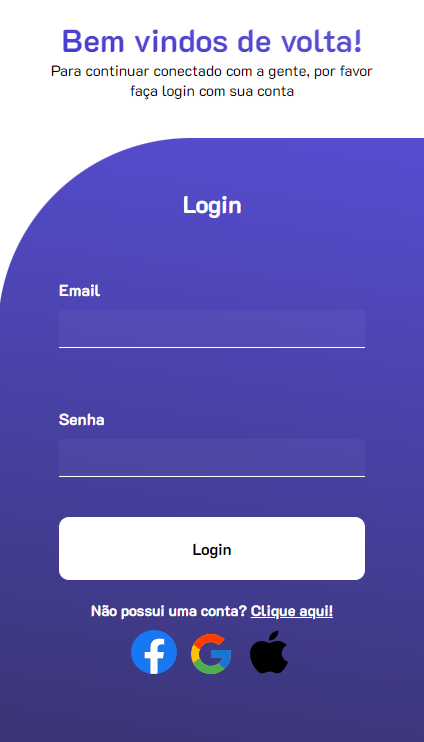 Bem vindos de volta!
Para continuar conectado com a gente, por favor
faça login com sua conta
Login
Email
Senha
Login
Não possui uma conta? Clique aqui!